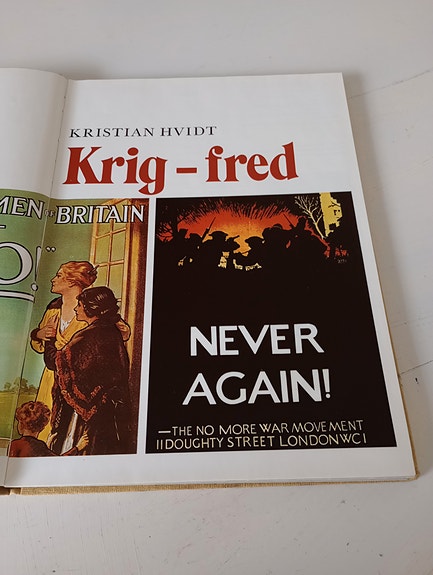 KRISTIAN HVIDT
Krig – fred
MEN OF BRITAIN
O!"
NEVER
AGAIN!
—THE NO MORE WAR MOVEMENT
11 DOUGHTY STREET LONDON WC1